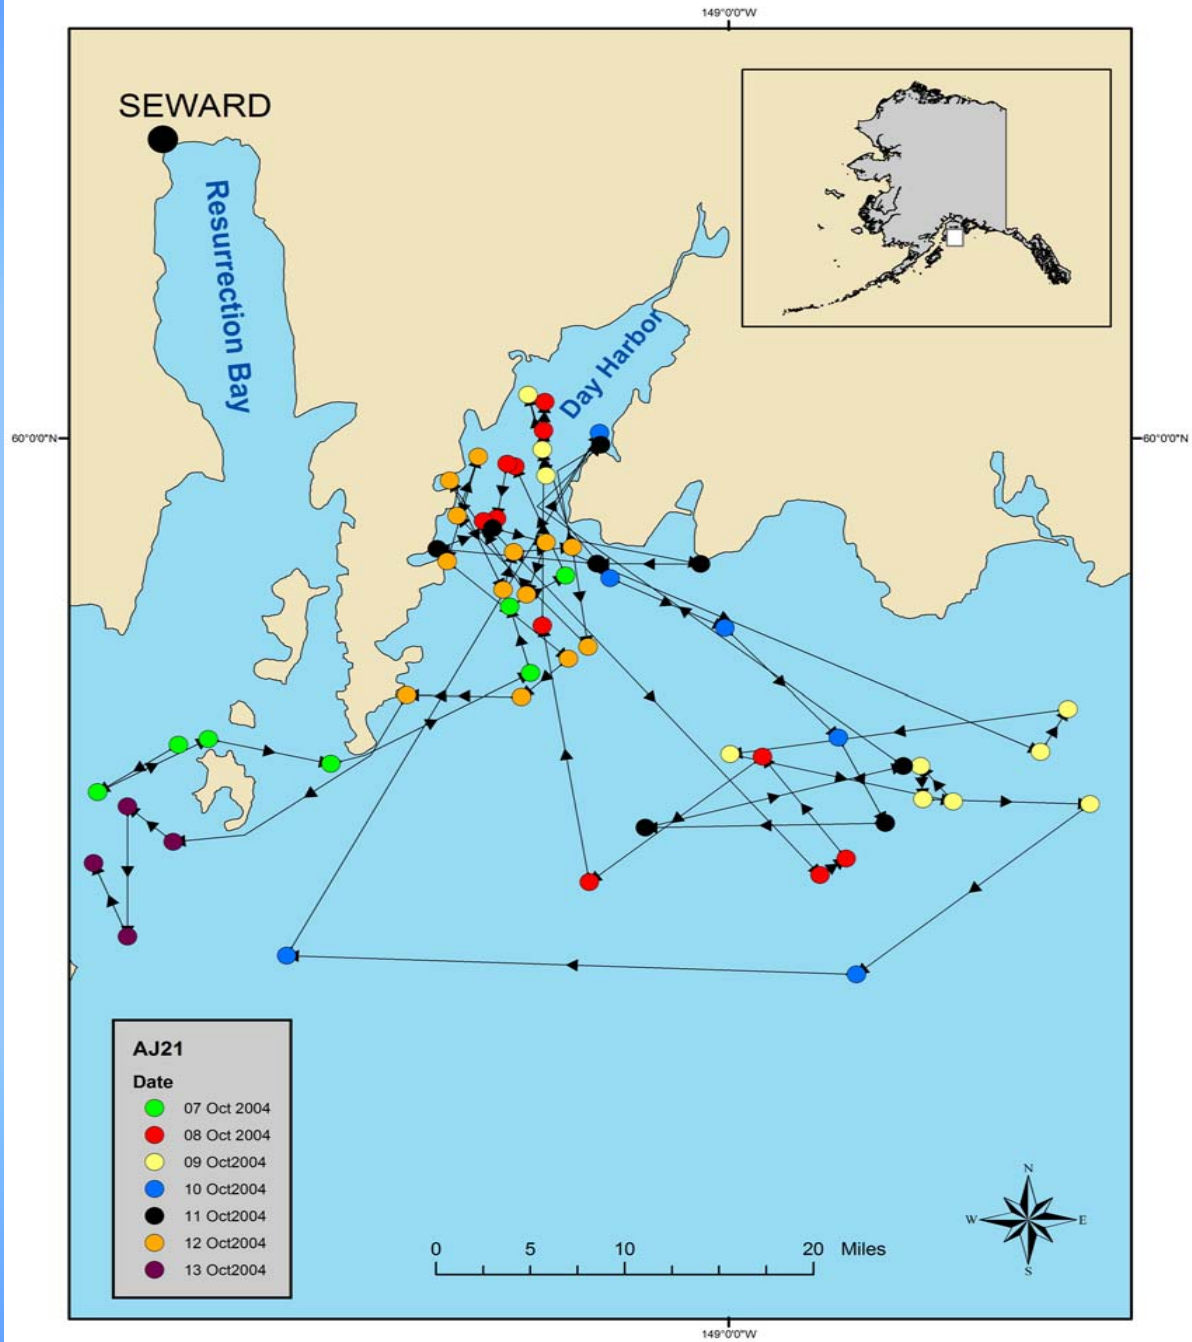 149°0'0"W
SEWARD
Resurrection Bay
Day Harbor
60°0'0"N
60°0'0"N
AJ21
Date
07 Oct 2004
08 Oct 2004
09 Oct2004
10 Oct2004
11 Oct2004
12 Oct2004
13 Oct2004
N
W
E
S
0 5 10 20 Miles
149°0'0"W